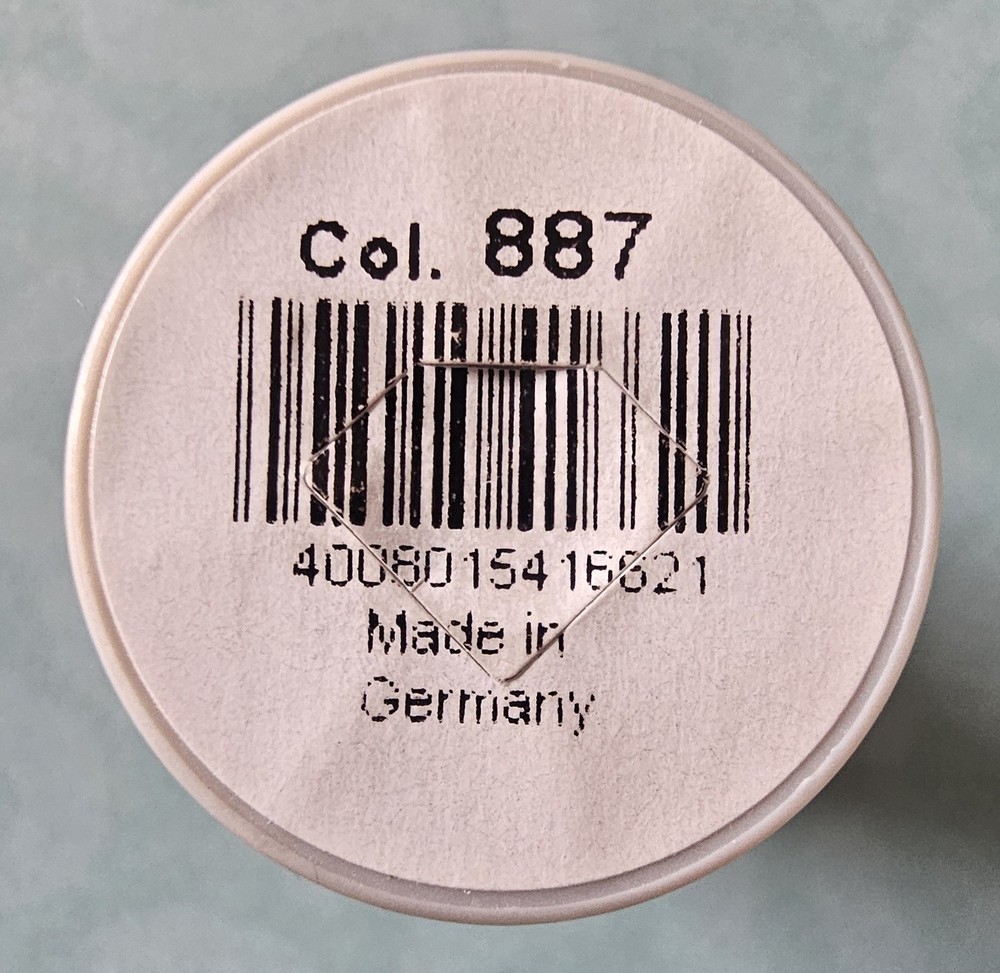 Col. 887
4008015416621
Made in
Germany